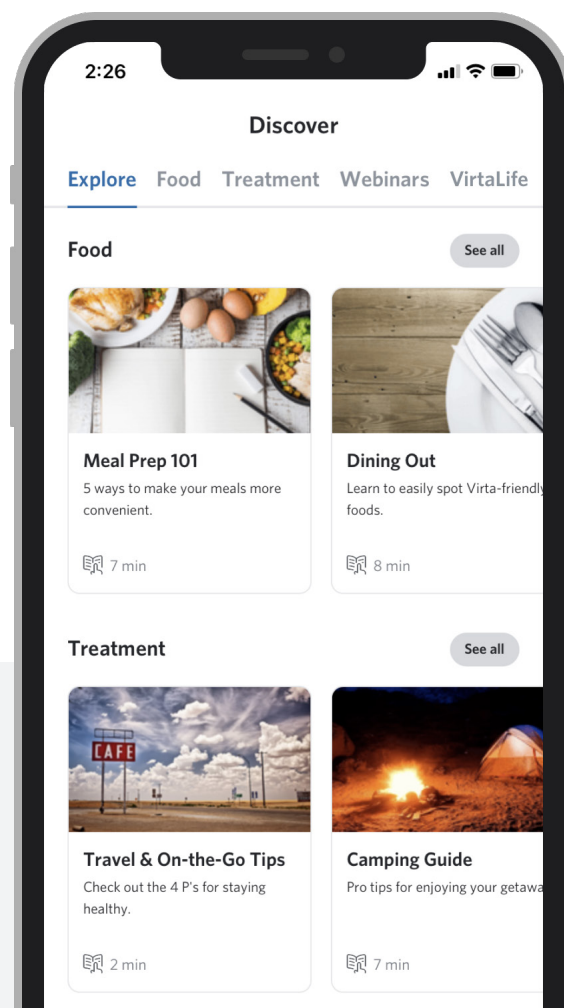 2:26
Discover
Explore Food Treatment Webinars VirtaLife
Food See all
Meal Prep 101
5 ways to make your meals more
convenient.
7 min
Dining Out
Learn to easily spot Virta-friendly
foods.
8 min
Treatment See all
CAFE
Travel & On-the-Go Tips
Check out the 4 P's for staying
healthy.
2 min
Camping Guide
Pro tips for enjoying your
7 min